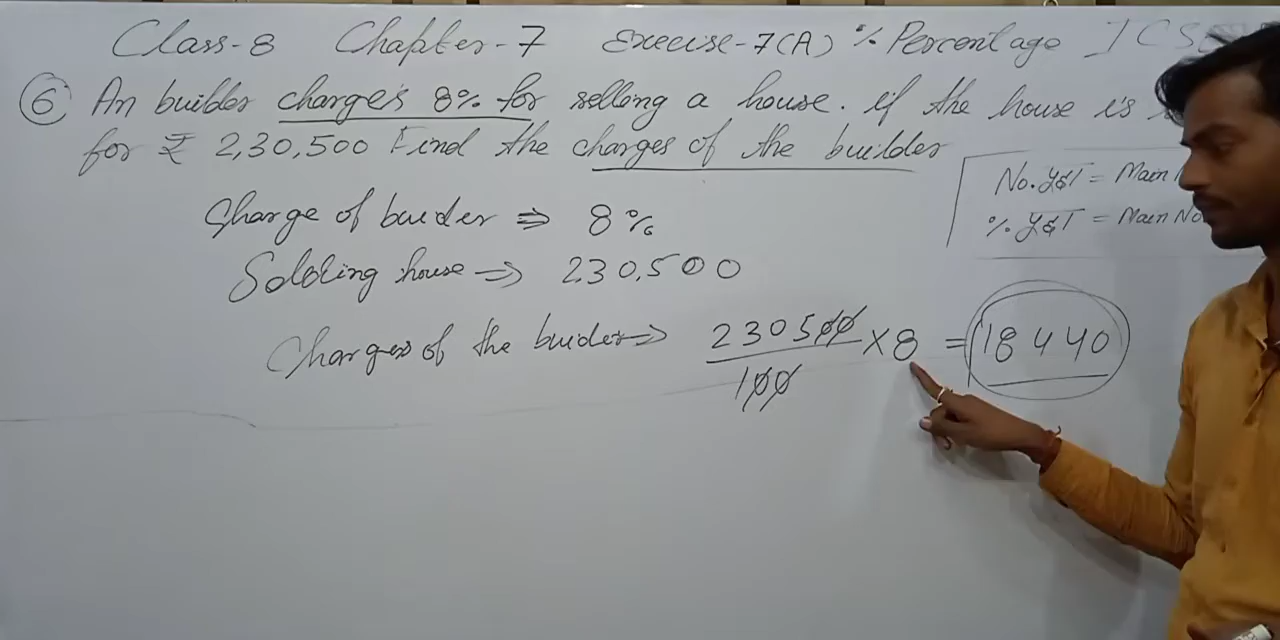 Class-8 Chapter-7 Execise-7(A) % Percentage ICS
⑥ An builder charges 8% for selling a house. if the house is
for ₹ 2,30,500 Find the charges of the builder
No. I&T = Main
% I&T = Main No
Charge of buider ⇒ 8%
Solding house ⇒ 230,500
Charges of the buider ⇒ 230500/100 × 8 = 18440